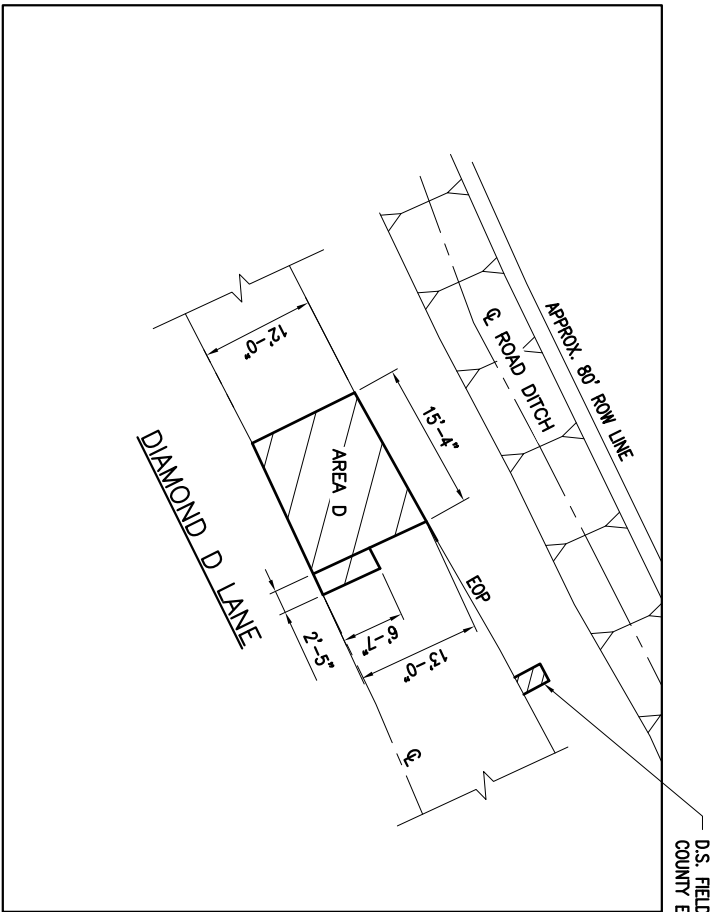 APPROX. 80' ROW LINE
℄ ROAD DITCH
12'-0"
15'-4"
AREA D
EOP
DIAMOND D LANE
2'-5"
6'-7"
13'-0"
℄
D.S. FIELD
COUNTY E